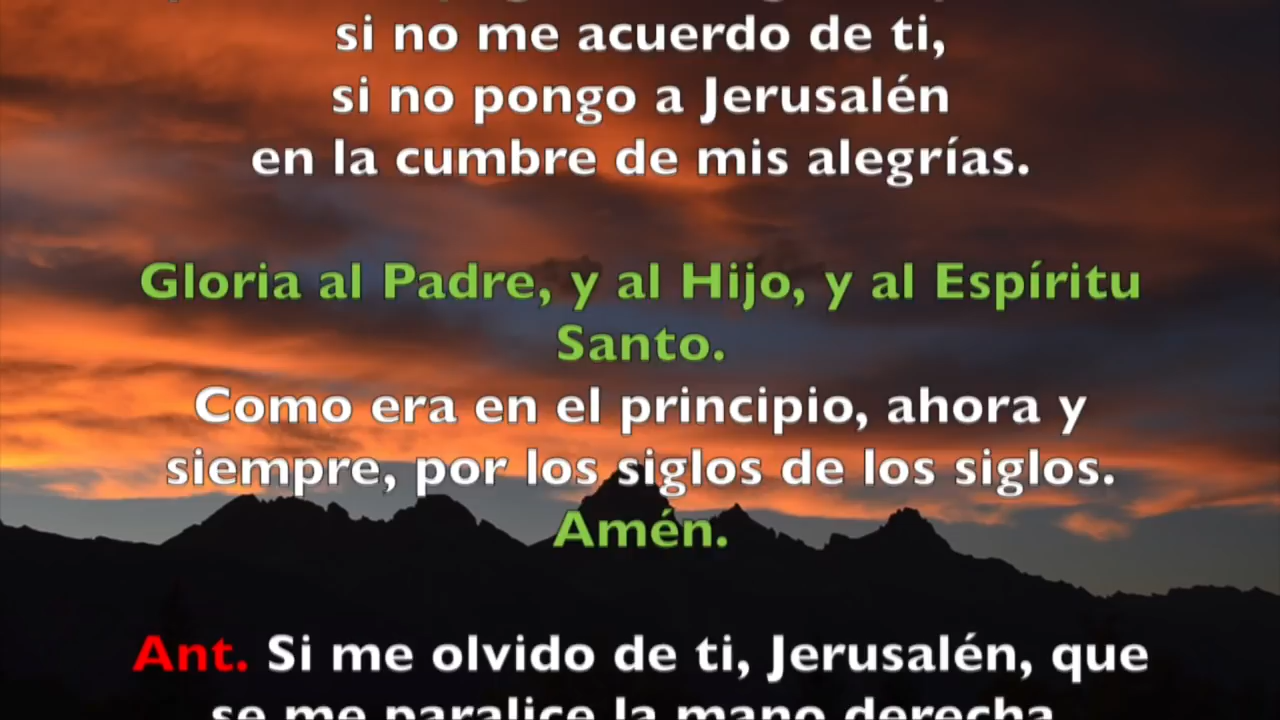 si no me acuerdo de ti,
si no pongo a Jerusalén
en la cumbre de mis alegrías.
Gloria al Padre, y al Hijo, y al Espíritu
Santo.
Como era en el principio, ahora y
siempre, por los siglos de los siglos.
Amén.
Ant. Si me olvido de ti, Jerusalén, que
se me paralice la mano derecha